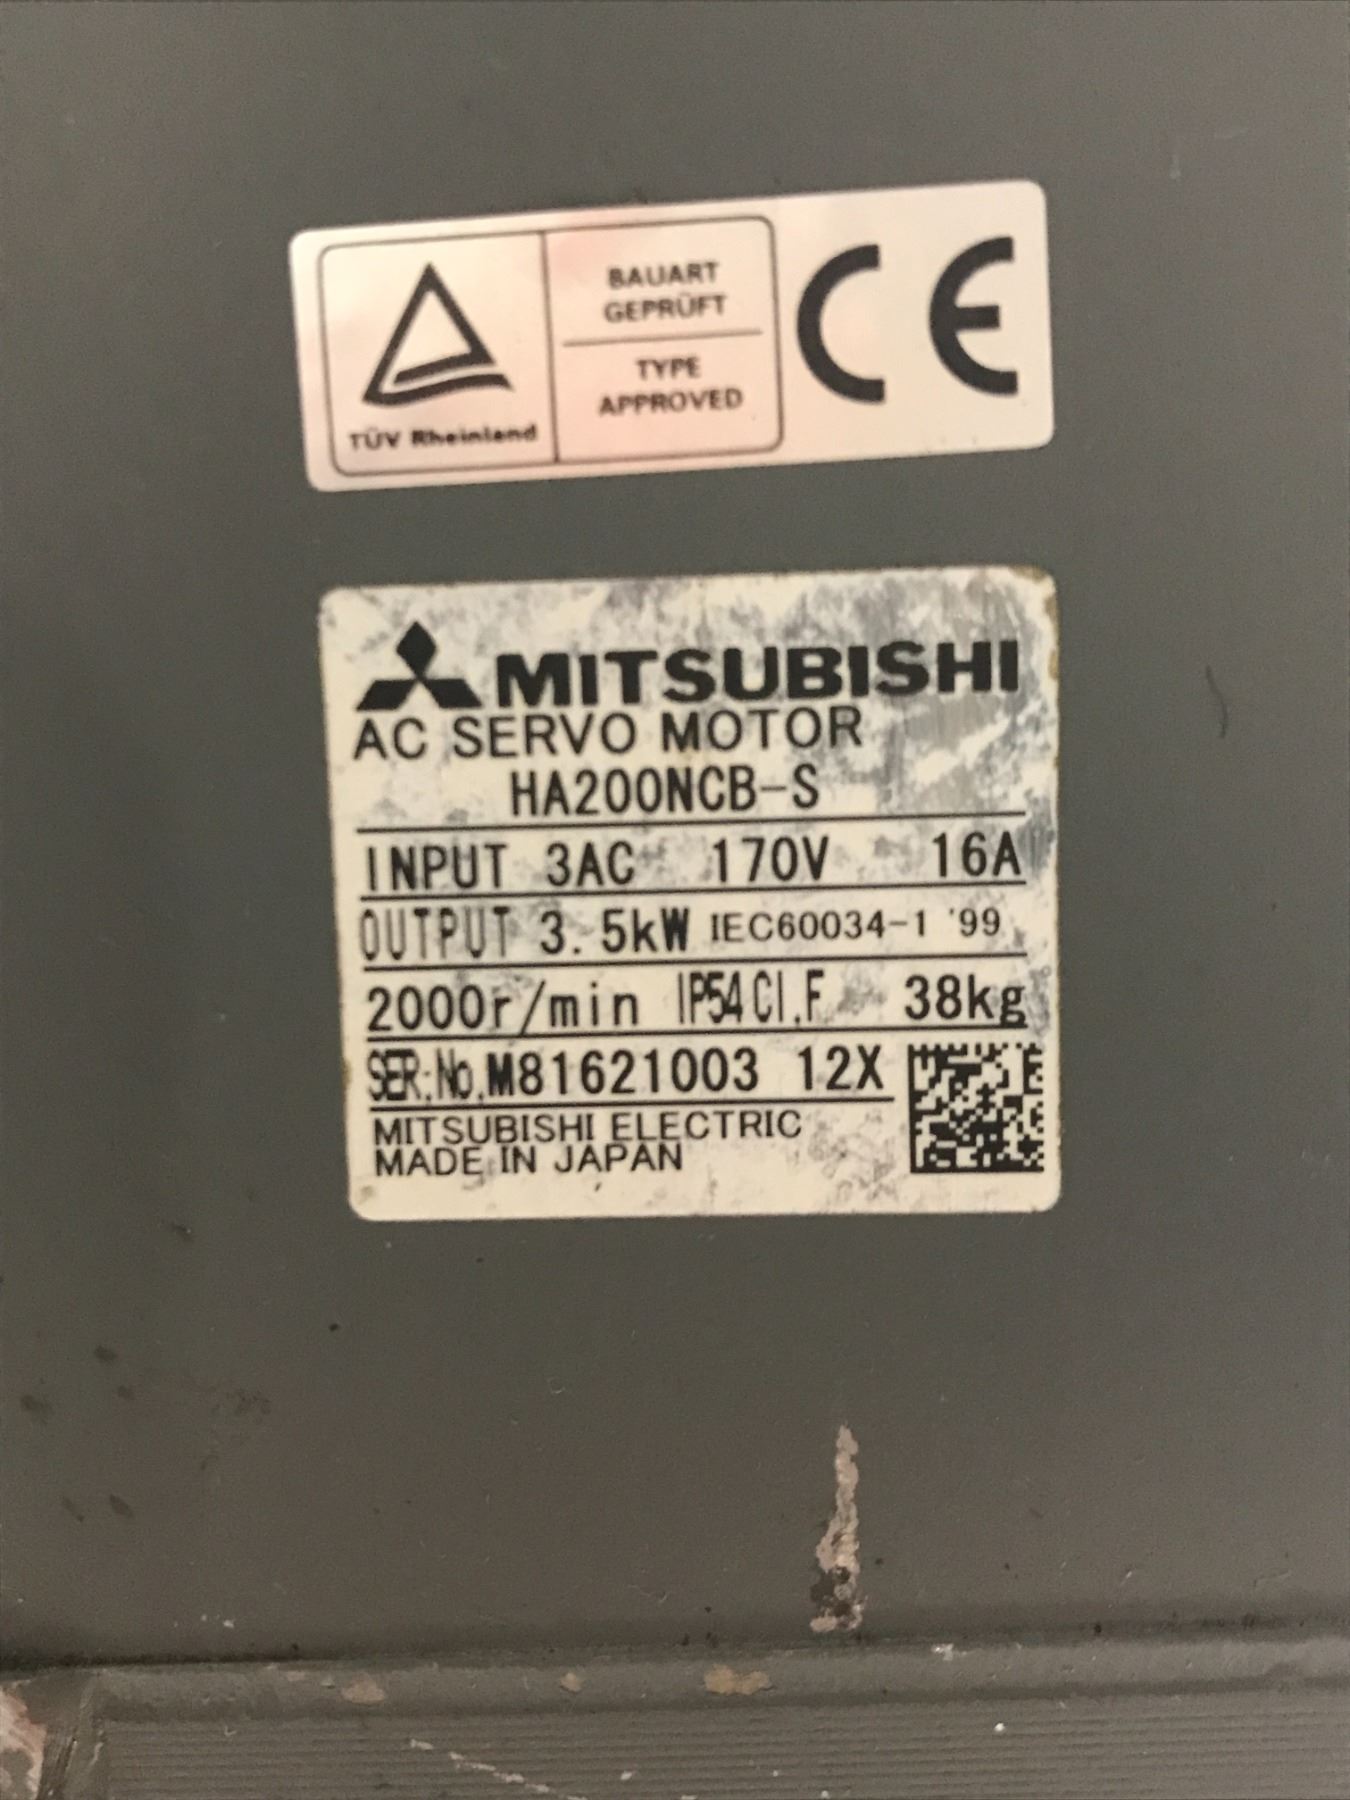 TÜV Rheinland
BAUART
GEPRÜFT
TYPE
APPROVED
CE
MITSUBISHI
AC SERVO MOTOR
HA200NCB-S
INPUT 3AC 170V 16A
OUTPUT 3.5kW IEC60034-1 '99
2000r/min IP54 CI.F 38kg
SER.No.M81621003 12X
MITSUBISHI ELECTRIC
MADE IN JAPAN